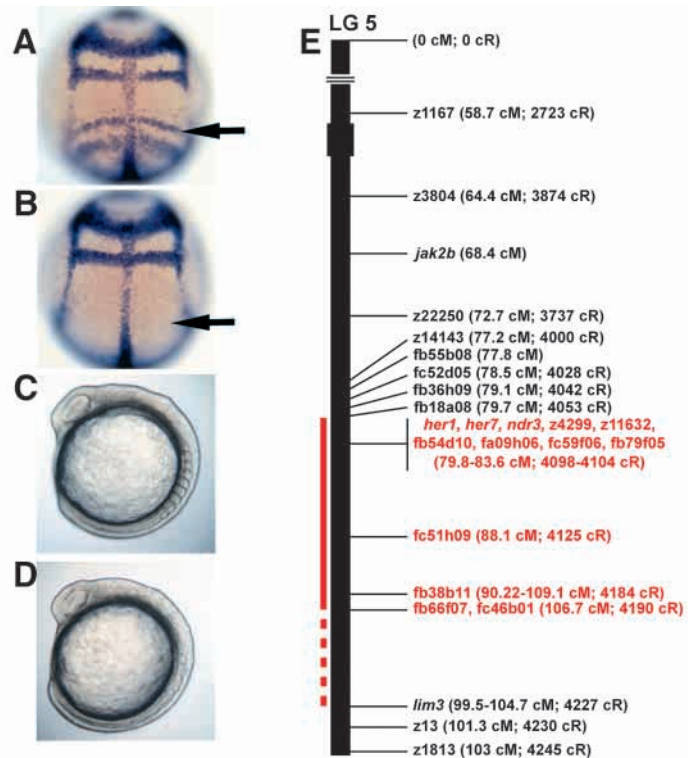 A
B
C
D
E
LG 5
(0 cM; 0 cR)
z1167 (58.7 cM; 2723 cR)
z3804 (64.4 cM; 3874 cR)
jak2b (68.4 cM)
z22250 (72.7 cM; 3737 cR)
z14143 (77.2 cM; 4000 cR)
fb55b08 (77.8 cM)
fc52d05 (78.5 cM; 4028 cR)
fb36h09 (79.1 cM; 4042 cR)
fb18a08 (79.7 cM; 4053 cR)
her1, her7, ndr3, z4299, z11632,
fb54d10, fa09h06, fc59f06, fb79f05
(79.8-83.6 cM; 4098-4104 cR)
fc51h09 (88.1 cM; 4125 cR)
fb38b11 (90.22-109.1 cM; 4184 cR)
fb66f07, fc46b01 (106.7 cM; 4190 cR)
lim3 (99.5-104.7 cM; 4227 cR)
z13 (101.3 cM; 4230 cR)
z1813 (103 cM; 4245 cR)